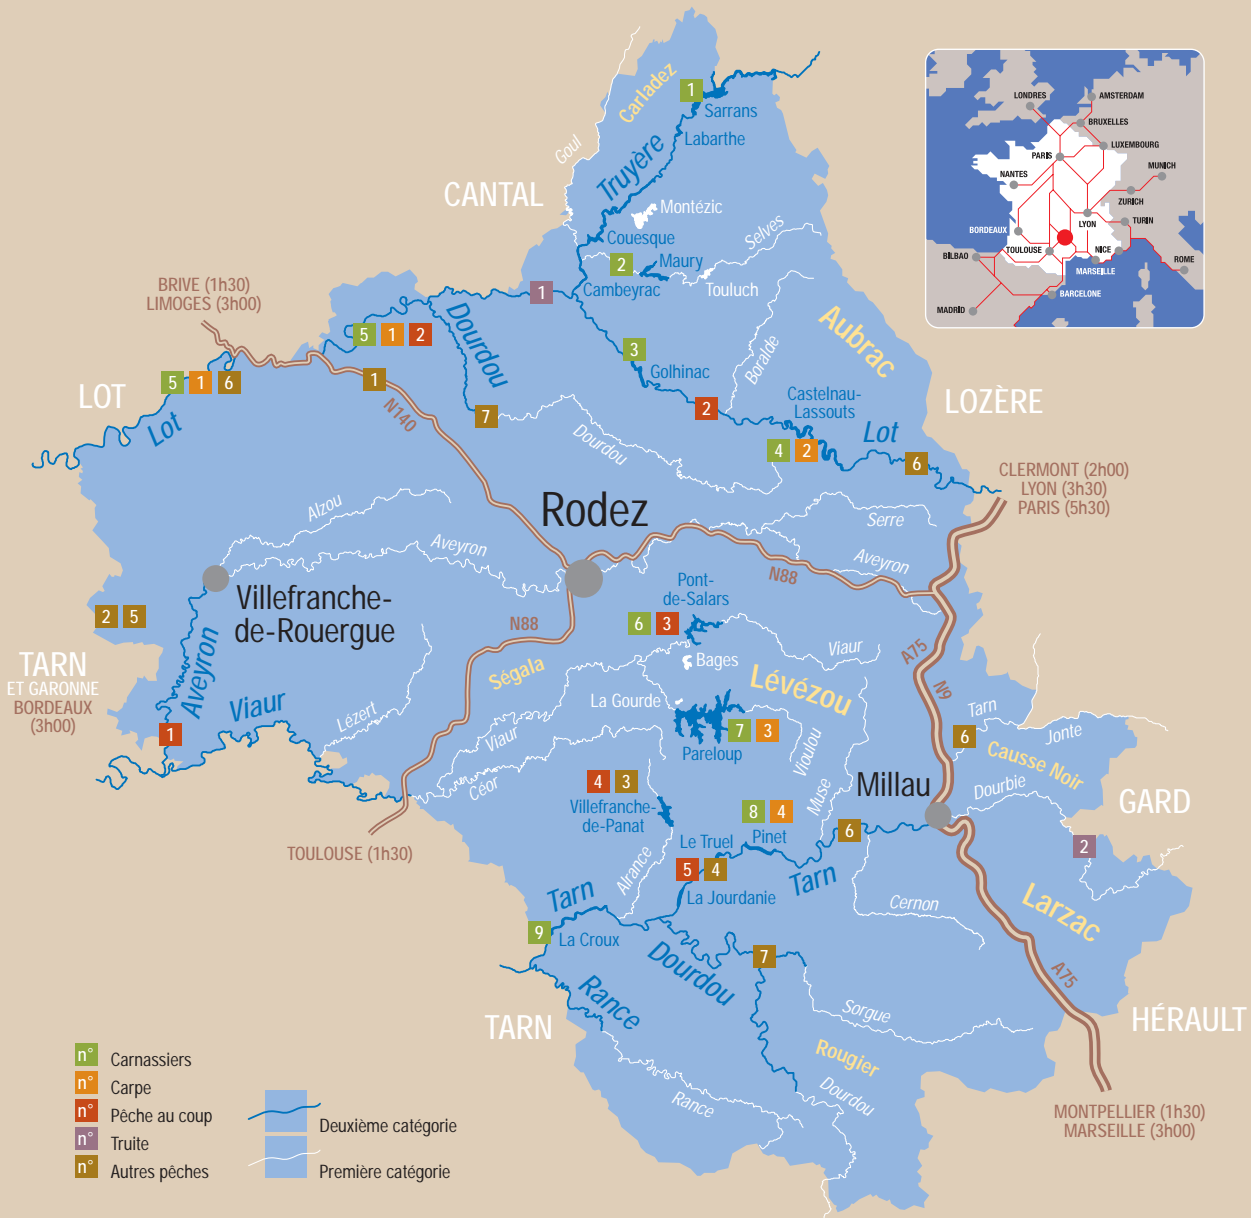 Carladez
1
Sarrans
Labarthe
Goul
Truyère
CANTAL
Montézic
Couesque
Selves
2
Maury
Cambeyrac
Touluch
1
BRIVE (1h30)
LIMOGES (3h00)
5 1 2
Dourdou
Aubrac
3
Golhinac
Boralde
LOT
5 1 6
1
N140
Lot
7
2
Castelnau-
Lassouts
Lot
LOZÈRE
Dourdou
4 2
6
CLERMONT (2h00)
LYON (3h30)
PARIS (5h30)
Alzou
Rodez
Serre
Aveyron
Aveyron
N88
Villefranche-
de-Rouergue
2 5
N88
Pont-
de-Salars
6 3
TARN
ET GARONNE
BORDEAUX
(3h00)
Aveyron
Viaur
Ségala
Bages
Viaur
Lévézou
A75
N9
La Gourde
Lézert
Viaur
1
7 3
Pareloup
Vioulou
Tarn
Jonte
6
Causse Noir
Céor
4 3
Villefranche-
de-Panat
Muse
Millau
Dourbie
GARD
8 4
Pinet
6
TOULOUSE (1h30)
Le Truel
2
Alrance
5 4
La Jourdanie
Tarn
Tarn
Cernon
Larzac
9
La Croux
Dourdou
7
A75
Rance
Sorgue
TARN
HÉRAULT
Rougier
Dourdou
Rance
MONTPELLIER (1h30)
MARSEILLE (3h00)
n° Carnassiers
n° Carpe
n° Pêche au coup
n° Truite
n° Autres pêches
Deuxième catégorie
Première catégorie
LONDRES
AMSTERDAM
BRUXELLES
LUXEMBOURG
PARIS
MUNICH
NANTES
ZURICH
LYON
TURIN
BORDEAUX
TOULOUSE
NICE
BILBAO
MARSEILLE
ROME
BARCELONE
MADRID